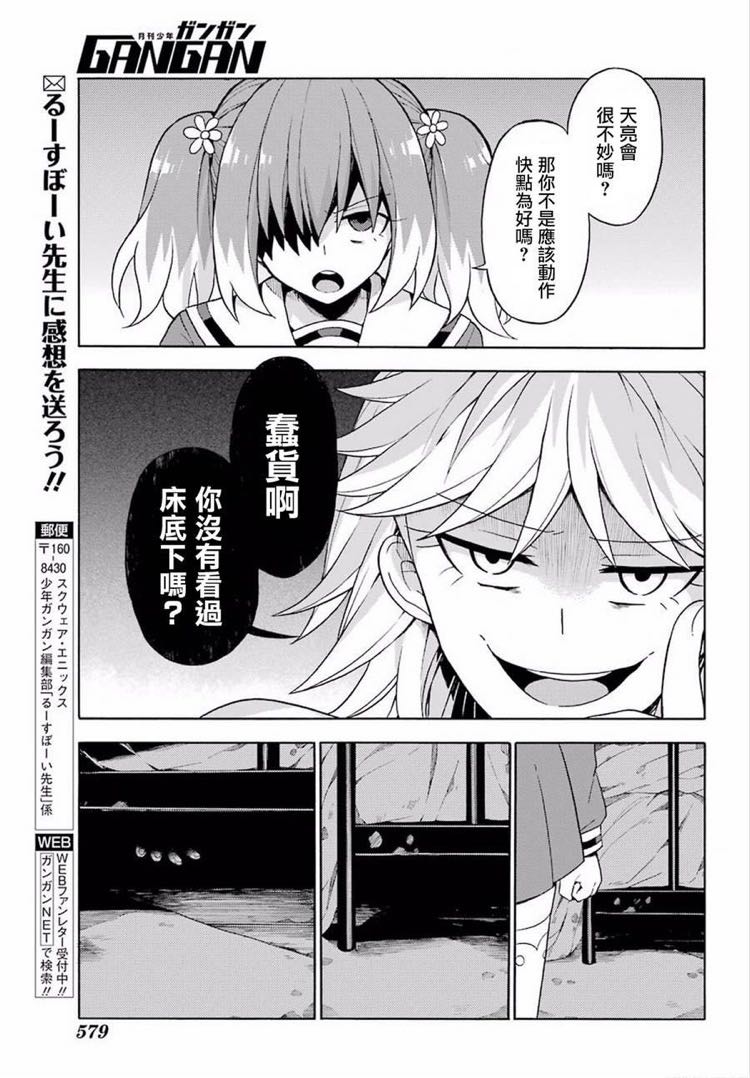 月刊少年
ガンガン
GANGAN
天亮會
很不妙嗎？
那你不是應該動作
快點為好嗎？
蠢貨啊
你沒有看過
床底下嗎？
るーすぼーい先生に感想を送ろう!!
郵便
〒160-8430
スクウェア・エニックス
少年ガンガン編集部「るーすぼーい先生」係
WEB
WEBファンレター受付中!!
ガンガンNETで検索!!
579